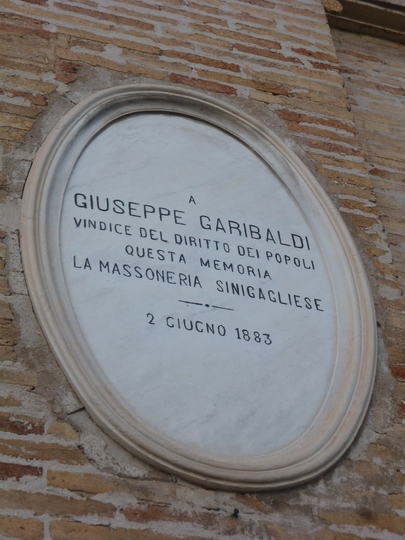 A
GIUSEPPE GARIBALDI
VINDICE DEL DIRITTO DEI POPOLI
QUESTA MEMORIA
LA MASSONERIA SINIGAGLIESE
2 GIUGNO 1883